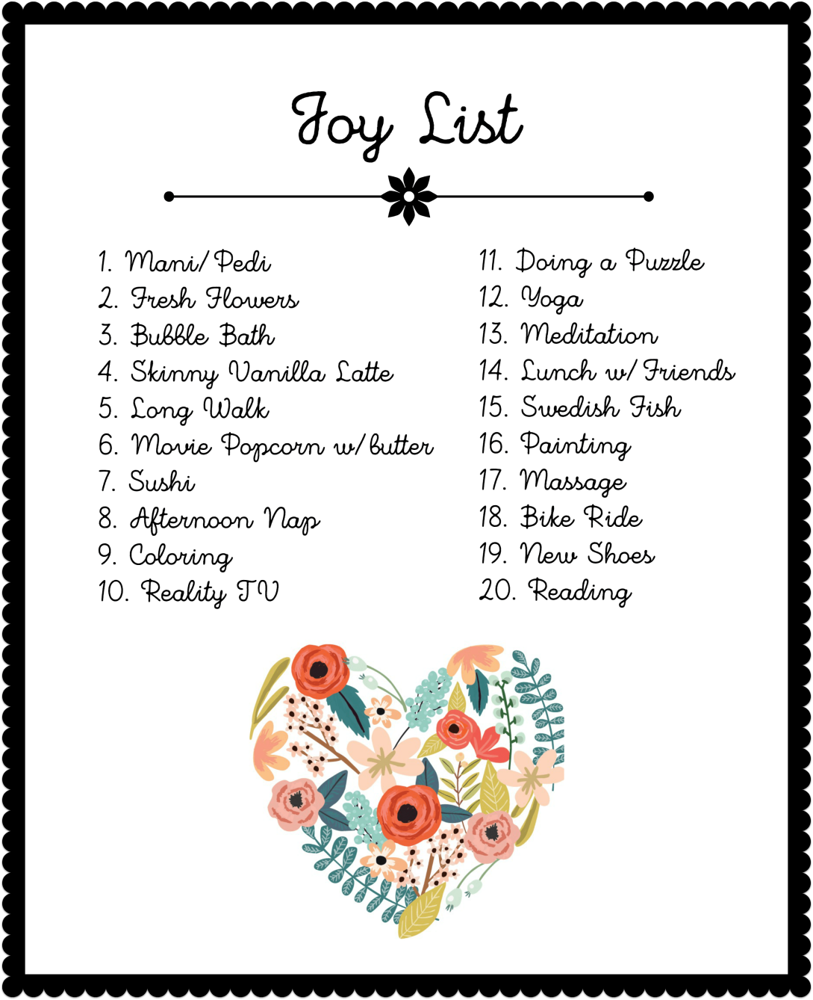 Joy List
1. Mani/Pedi
2. Fresh Flowers
3. Bubble Bath
4. Skinny Vanilla Latte
5. Long Walk
6. Movie Popcorn w/butter
7. Sushi
8. Afternoon Nap
9. Coloring
10. Reality TV
11. Doing a Puzzle
12. Yoga
13. Meditation
14. Lunch w/Friends
15. Swedish Fish
16. Painting
17. Massage
18. Bike Ride
19. New Shoes
20. Reading